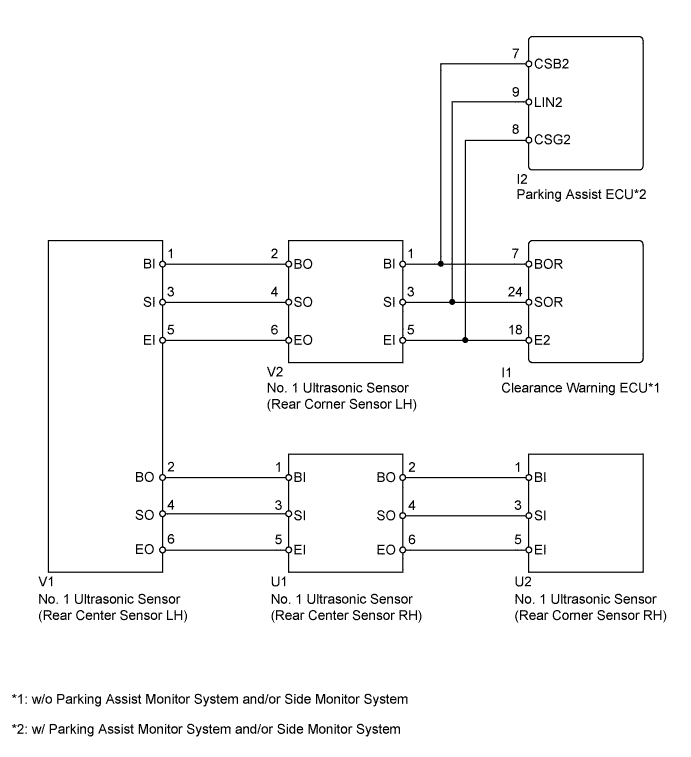 7 CSB2
9 LIN2
8 CSG2
I2
Parking Assist ECU*2
BI 1 2 BO BI 1 7 BOR
SI 3 4 SO SI 3 24 SOR
EI 5 6 EO EI 5 18 E2
V2
No. 1 Ultrasonic Sensor
(Rear Corner Sensor LH)
I1
Clearance Warning ECU*1
BO 2 1 BI BO 2 1 BI
SO 4 3 SI SO 4 3 SI
EO 6 5 EI EO 6 5 EI
V1
No. 1 Ultrasonic Sensor
(Rear Center Sensor LH)
U1
No. 1 Ultrasonic Sensor
(Rear Center Sensor RH)
U2
No. 1 Ultrasonic Sensor
(Rear Corner Sensor RH)
*1: w/o Parking Assist Monitor System and/or Side Monitor System
*2: w/ Parking Assist Monitor System and/or Side Monitor System